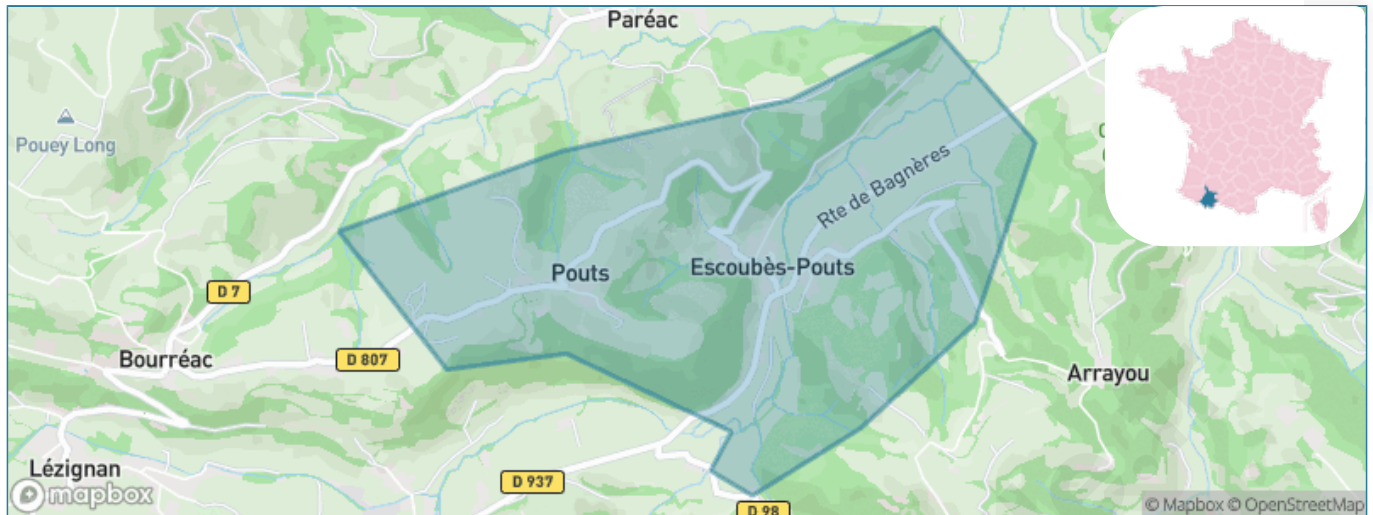 Paréac
Pouey Long
Rte de Bagnères
Escoubès-Pouts
Pouts
D 7
Bourréac
D 807
Arrayou
Lézignan
D 937
mapbox
D 98
© Mapbox © OpenStreetMap